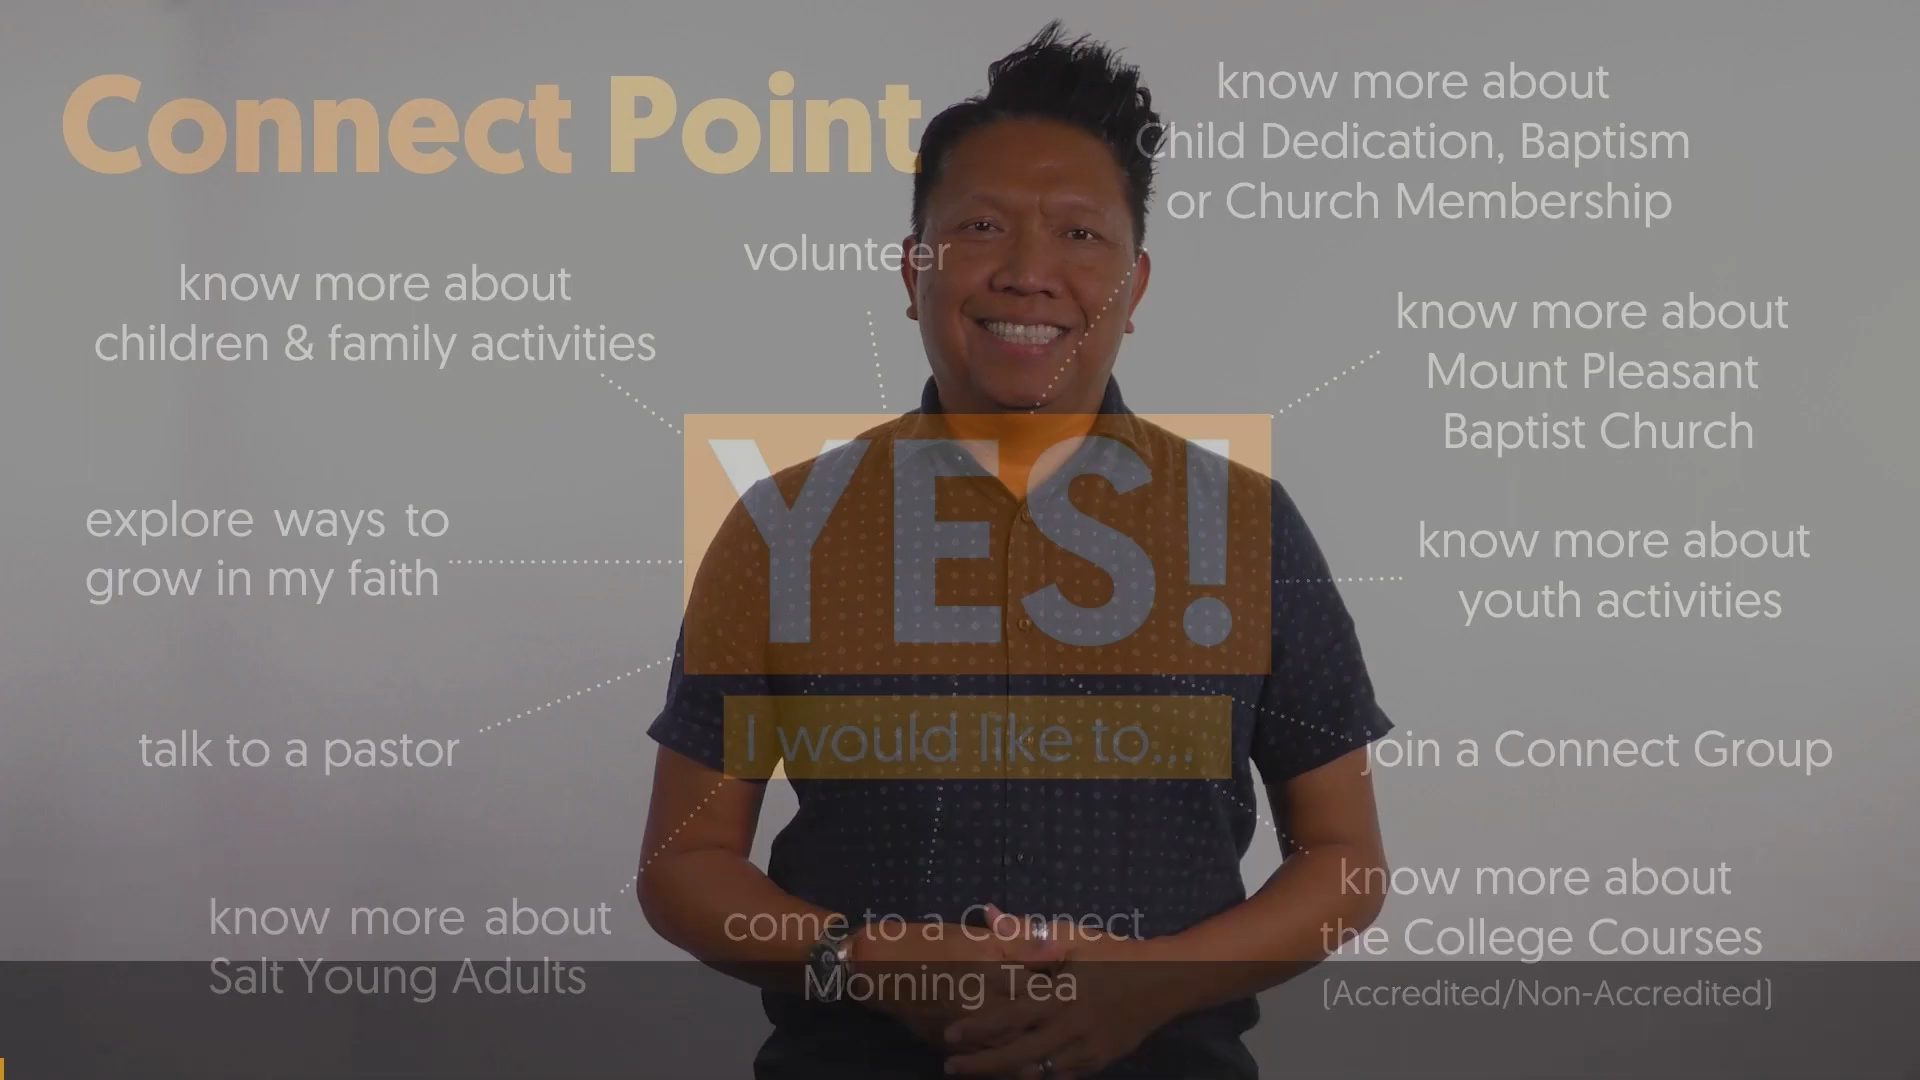 Connect Point
know more about
Child Dedication, Baptism
or Church Membership
volunteer
know more about
children & family activities
know more about
Mount Pleasant
Baptist Church
YES!
explore ways to
grow in my faith
know more about
youth activities
I would like to...
talk to a pastor
join a Connect Group
know more about
Salt Young Adults
come to a Connect
Morning Tea
know more about
the College Courses
(Accredited/Non-Accredited)